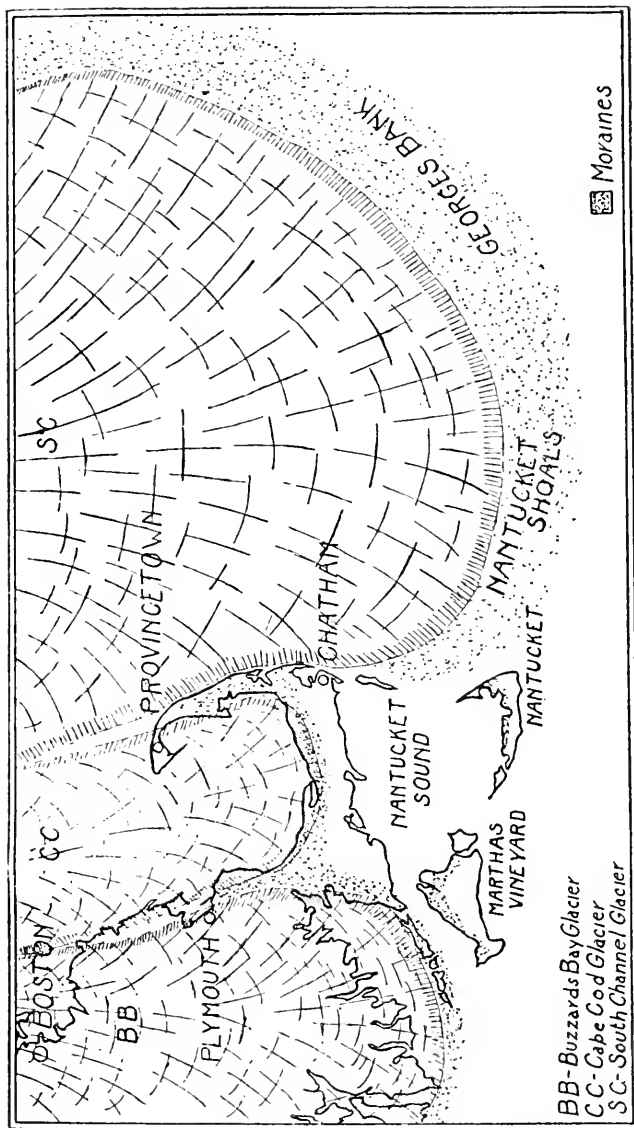 BOSTON
CC
SC
BB
PROVINCETOWN
PLYMOUTH
CHATHAM
GEORGES BANK
NANTUCKET
SOUND
NANTUCKET
SHOALS
MARTHAS
VINEYARD
NANTUCKET
BB-Buzzards Bay Glacier
CC-Cape Cod Glacier
SC-South Channel Glacier
Moraines